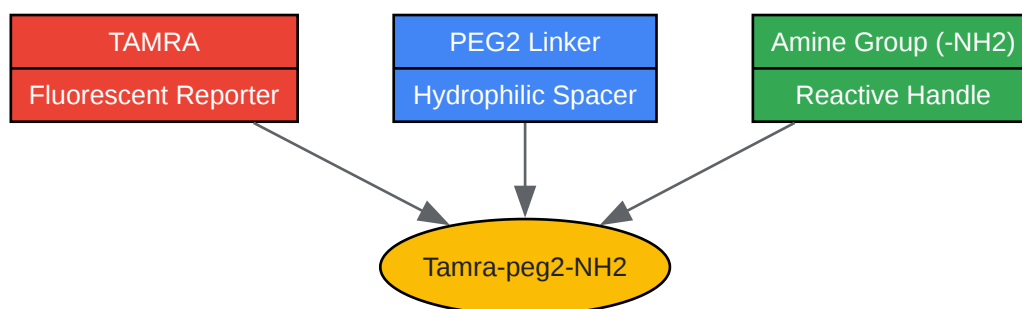 TAMRA
Fluorescent Reporter
PEG2 Linker
Hydrophilic Spacer
Amine Group (-NH2)
Reactive Handle
Tamra-peg2-NH2